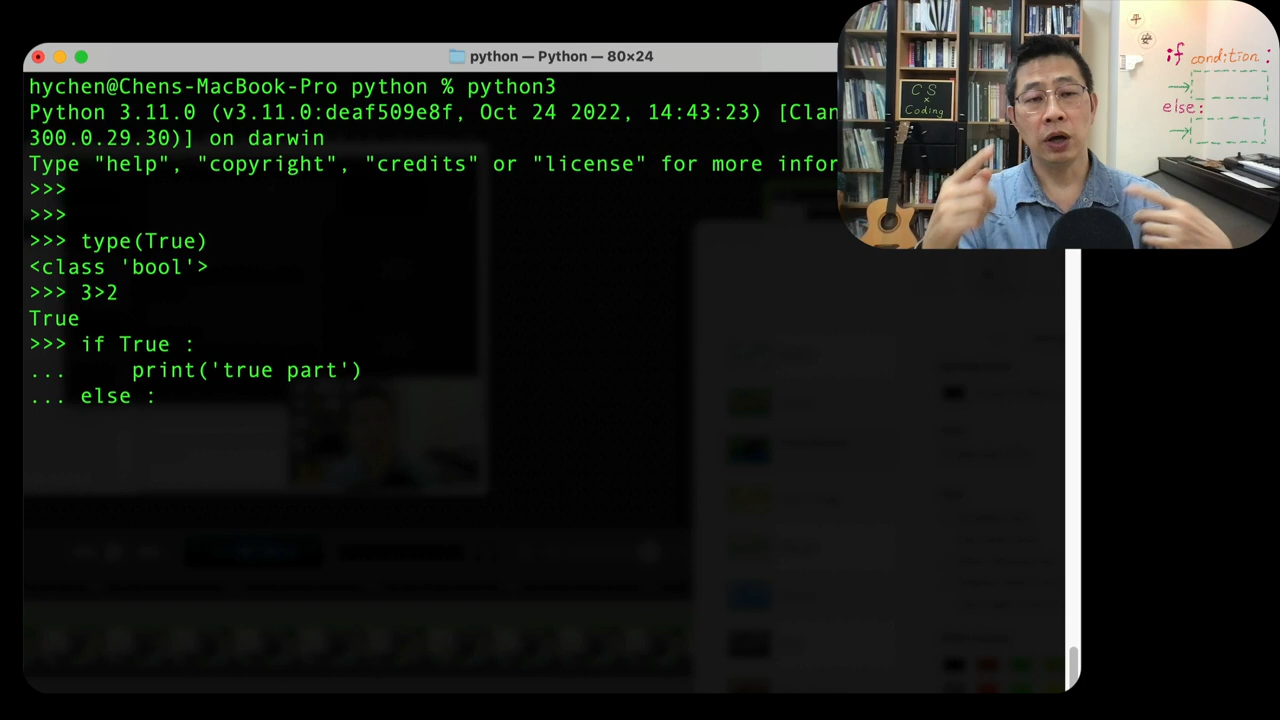 python — Python — 80×24
hychen@Chens-MacBook-Pro python % python3
Python 3.11.0 (v3.11.0:deaf509e8f, Oct 24 2022, 14:43:23) [Clan
300.0.29.30)] on darwin
Type "help", "copyright", "credits" or "license" for more infor
>>>
>>>
>>> type(True)
<class 'bool'>
>>> 3>2
True
>>> if True :
...     print('true part')
... else :
CS
×
Coding
平
安
if condition :
else :